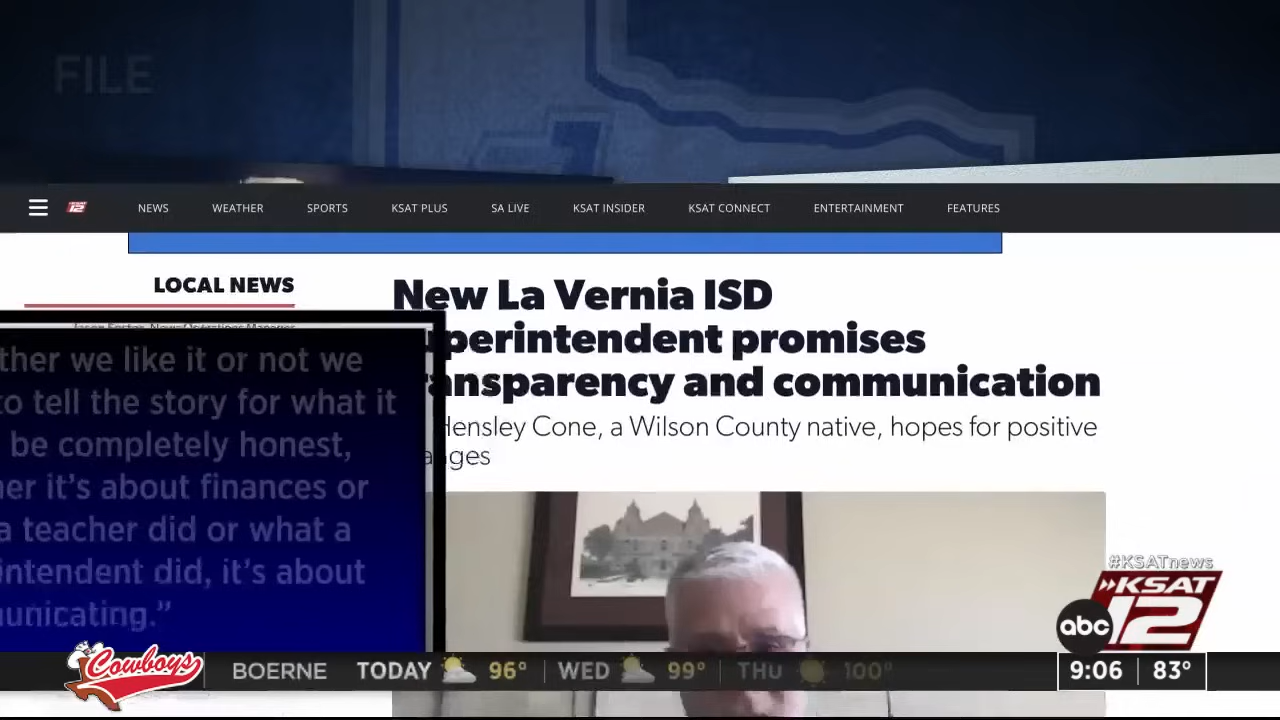 FILE
12
NEWS WEATHER SPORTS KSAT PLUS SA LIVE KSAT INSIDER KSAT CONNECT ENTERTAINMENT FEATURES
LOCAL NEWS
New La Vernia ISD
perintendent promises
ansparency and communication
Hensley Cone, a Wilson County native, hopes for positive
anges
ther we like it or not we
to tell the story for what it
be completely honest,
her it's about finances or
a teacher did or what a
intendent did, it's about
unicating.”
#KSATnews
KSAT
abc 12
Cowboys BOERNE TODAY 96° WED 99° THU 100° 9:06 83°